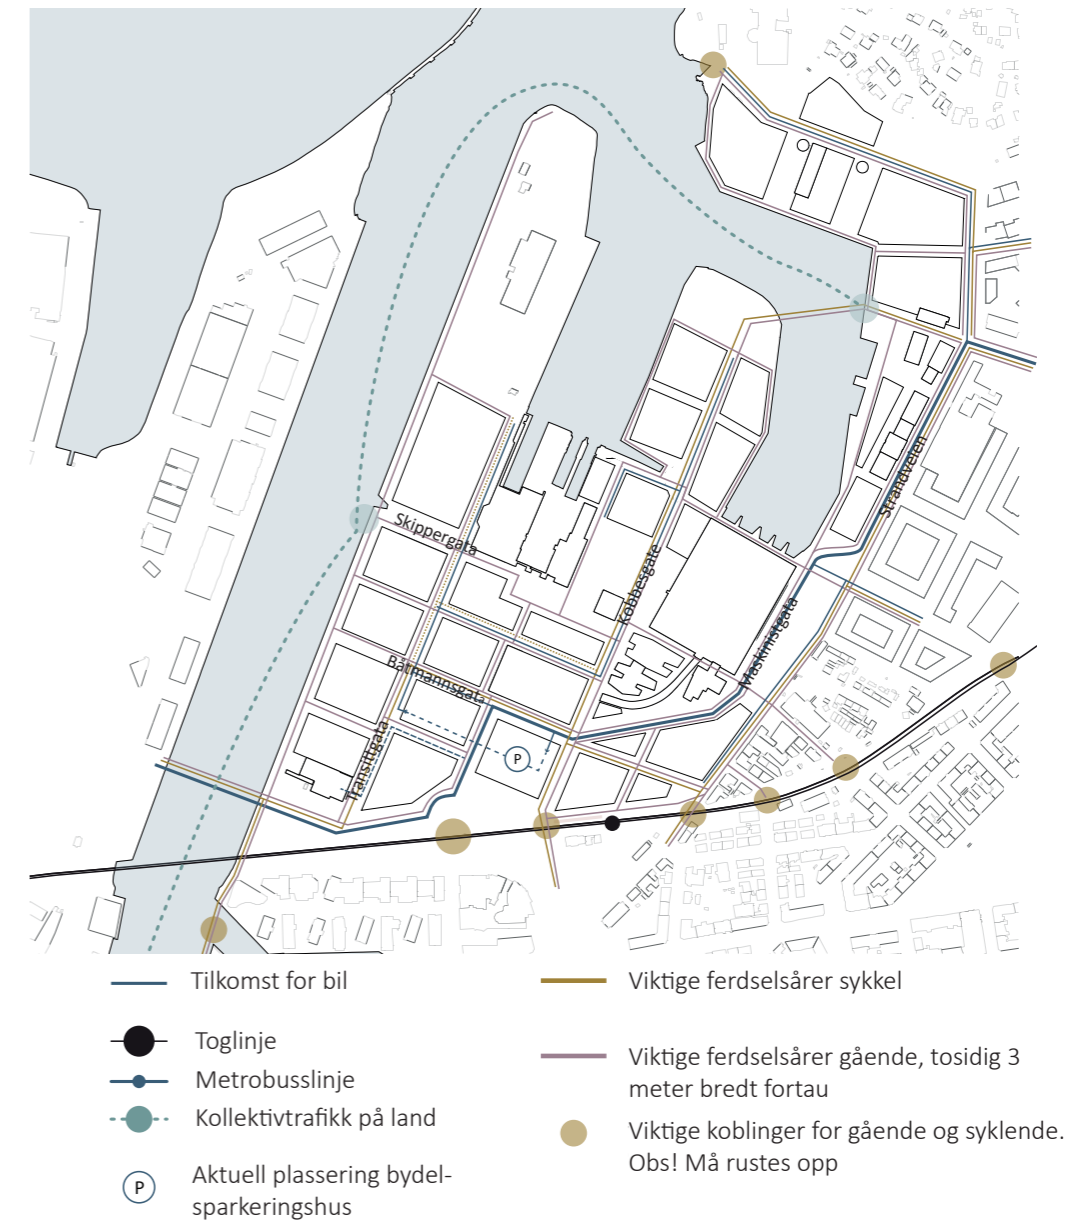 Skippergata
Kobbesgate
Strandveien
Maskinistgata
Båtmannsgata
Transittgata
P
Tilkomst for bil
Toglinje
Metrobusslinje
Kollektivtrafikk på land
P
Aktuell plassering bydel-
sparkeringshus
Viktige ferdselsårer sykkel
Viktige ferdselsårer gående, tosidig 3
meter bredt fortau
Viktige koblinger for gående og syklende.
Obs! Må rustes opp